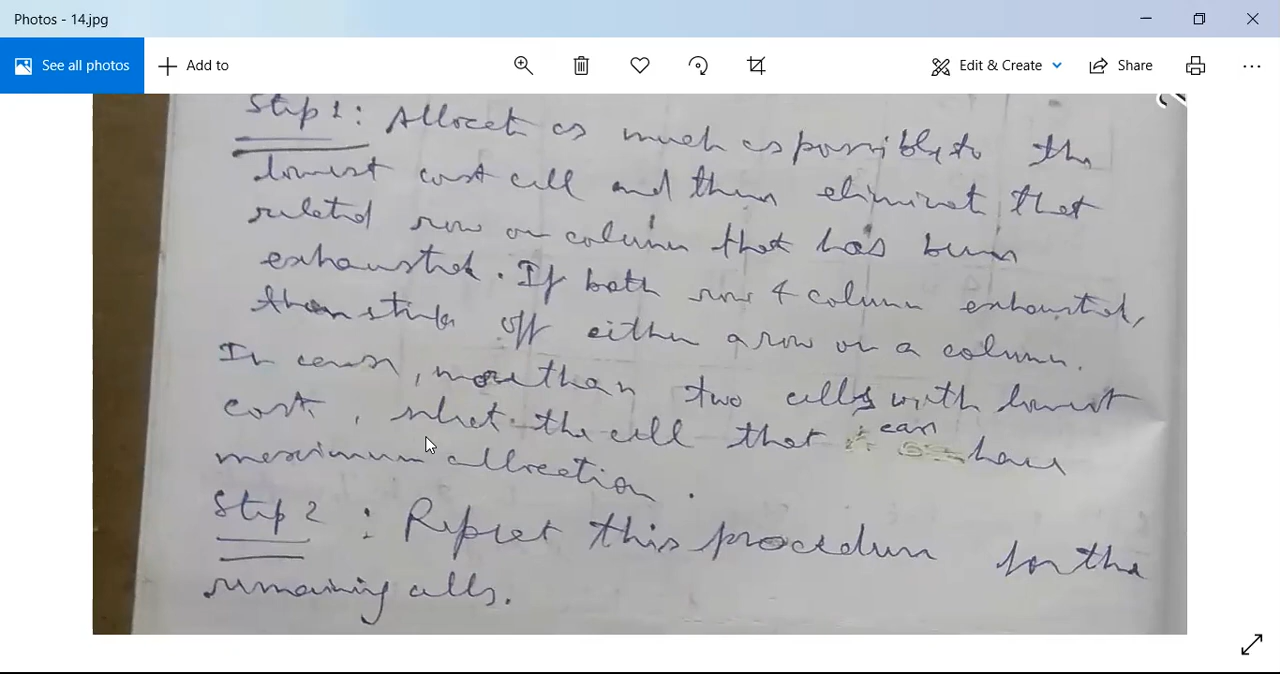 Photos - 14.jpg
See all photos
Add to
Edit & Create
Share
Step 1: Allocat as much as possible to the
lowest cost cell and then eliminat that
related row or column that has been
exhausted. If both row & column exhausted,
then strike off either a row or a column.
In case, more than two cells with lowest
cost, select the cell that can have
maximum allocation.
Step 2: Repeat this procedure for the
remaining cells.